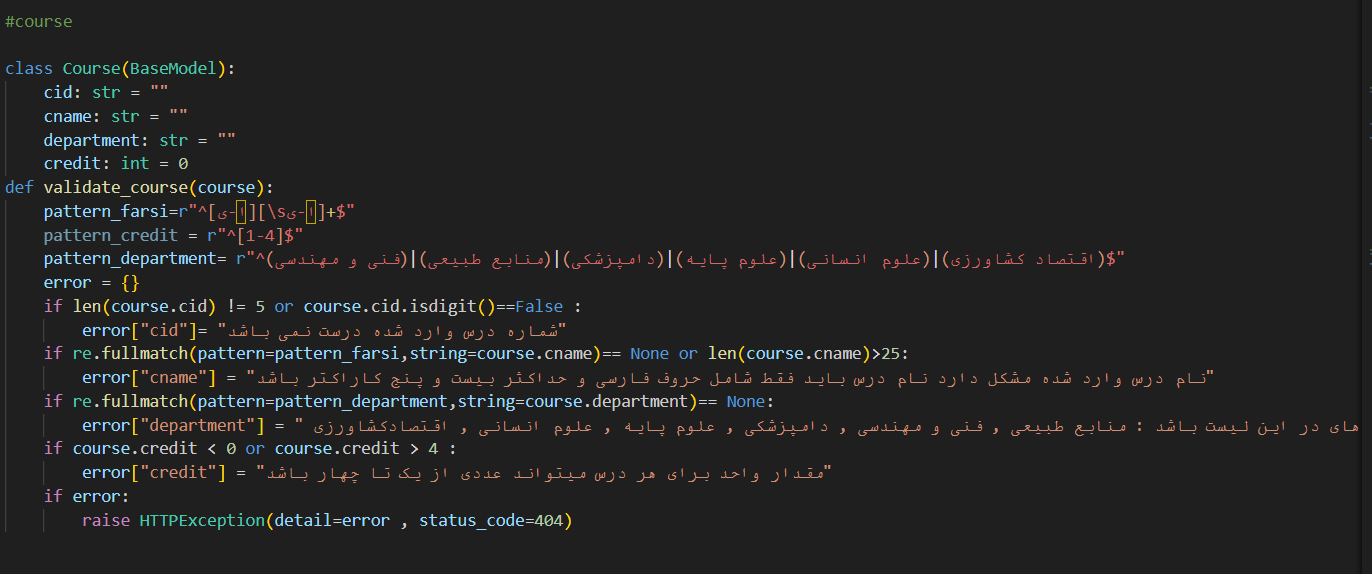 #course
class Course(BaseModel):
cid: str = ""
cname: str = ""
department: str = ""
credit: int = 0
def validate_course(course):
pattern_farsi=r"^[ا-ی][\sا-ی]+$"
pattern_credit = r"^[1-4]$"
pattern_department= r"^(فنی و مهندسی)|(منابع طبیعی)|(دامپزشکی)|(علوم پایه)|(علوم انسانی)|(اقتصاد کشاورزی)$"
error = {}
if len(course.cid) != 5 or course.cid.isdigit()==False :
error["cid"]= "شماره درس وارد شده درست نمی باشد"
if re.fullmatch(pattern=pattern_farsi,string=course.cname)== None or len(course.cname)>25:
error["cname"] = "نام درس وارد شده مشکل دارد نام درس باید فقط شامل حروف فارسی و حداکثر بیست و پنج کاراکتر باشد"
if re.fullmatch(pattern=pattern_department,string=course.department)== None:
error["department"] = " های در این لیست باشد : منابع طبیعی , فنی و مهندسی , دامپزشکی , علوم پایه , علوم انسانی , اقتصادکشاورزی
if course.credit < 0 or course.credit > 4 :
error["credit"] = "مقدار واحد برای هر درس میتواند عددی از یک تا چهار باشد"
if error:
raise HTTPException(detail=error , status_code=404)